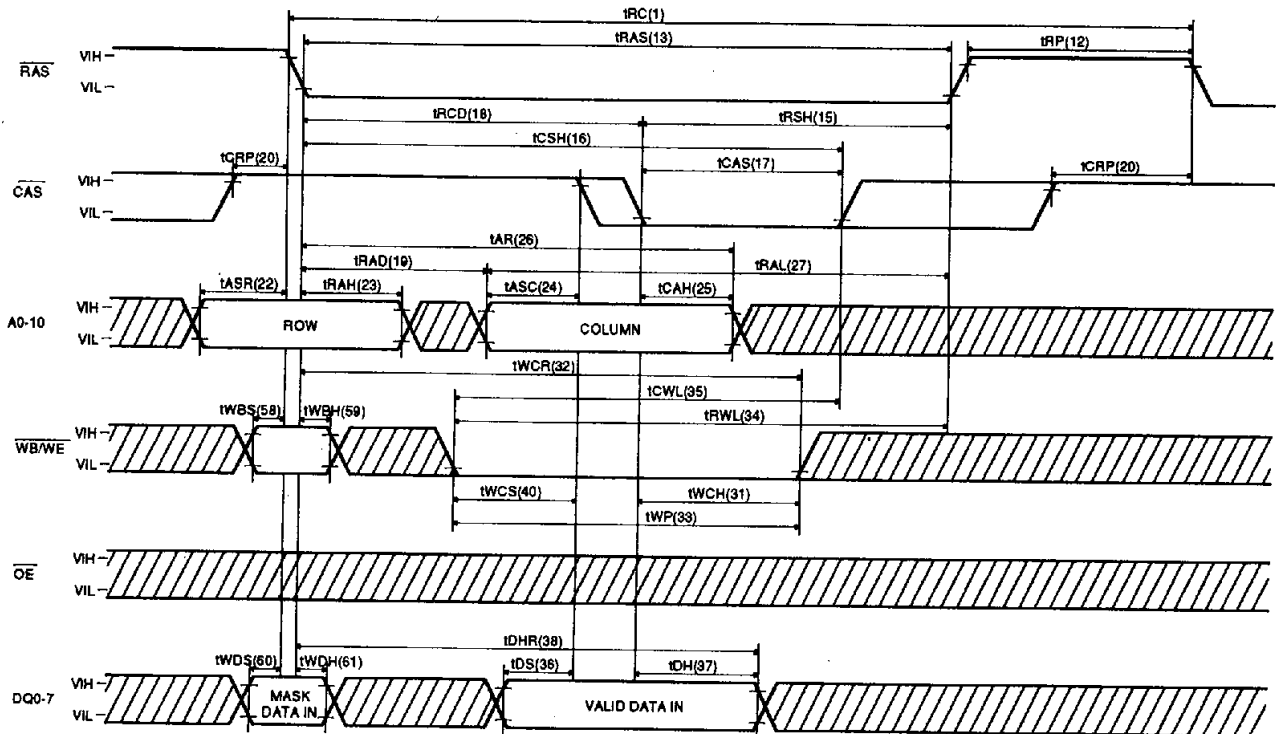 tRC(1)
tRAS(13)
tRP(12)
RAS
VIH
VIL
tRCD(18)
tRSH(15)
tCSH(16)
tCRP(20)
tCAS(17)
tCRP(20)
CAS
VIH
VIL
tAR(26)
tRAD(19)
tRAL(27)
tASR(22)
tRAH(23)
tASC(24)
tCAH(25)
A0-10
VIH
VIL
ROW
COLUMN
tWCR(32)
tCWL(35)
tWBS(58)
tWBH(59)
tRWL(34)
WB/WE
VIH
VIL
tWCS(40)
tWCH(31)
tWP(33)
OE
VIH
VIL
tDHR(38)
tWDS(60)
tWDH(61)
tDS(36)
tDH(37)
DQ0-7
VIH
VIL
MASK
DATA IN
VALID DATA IN